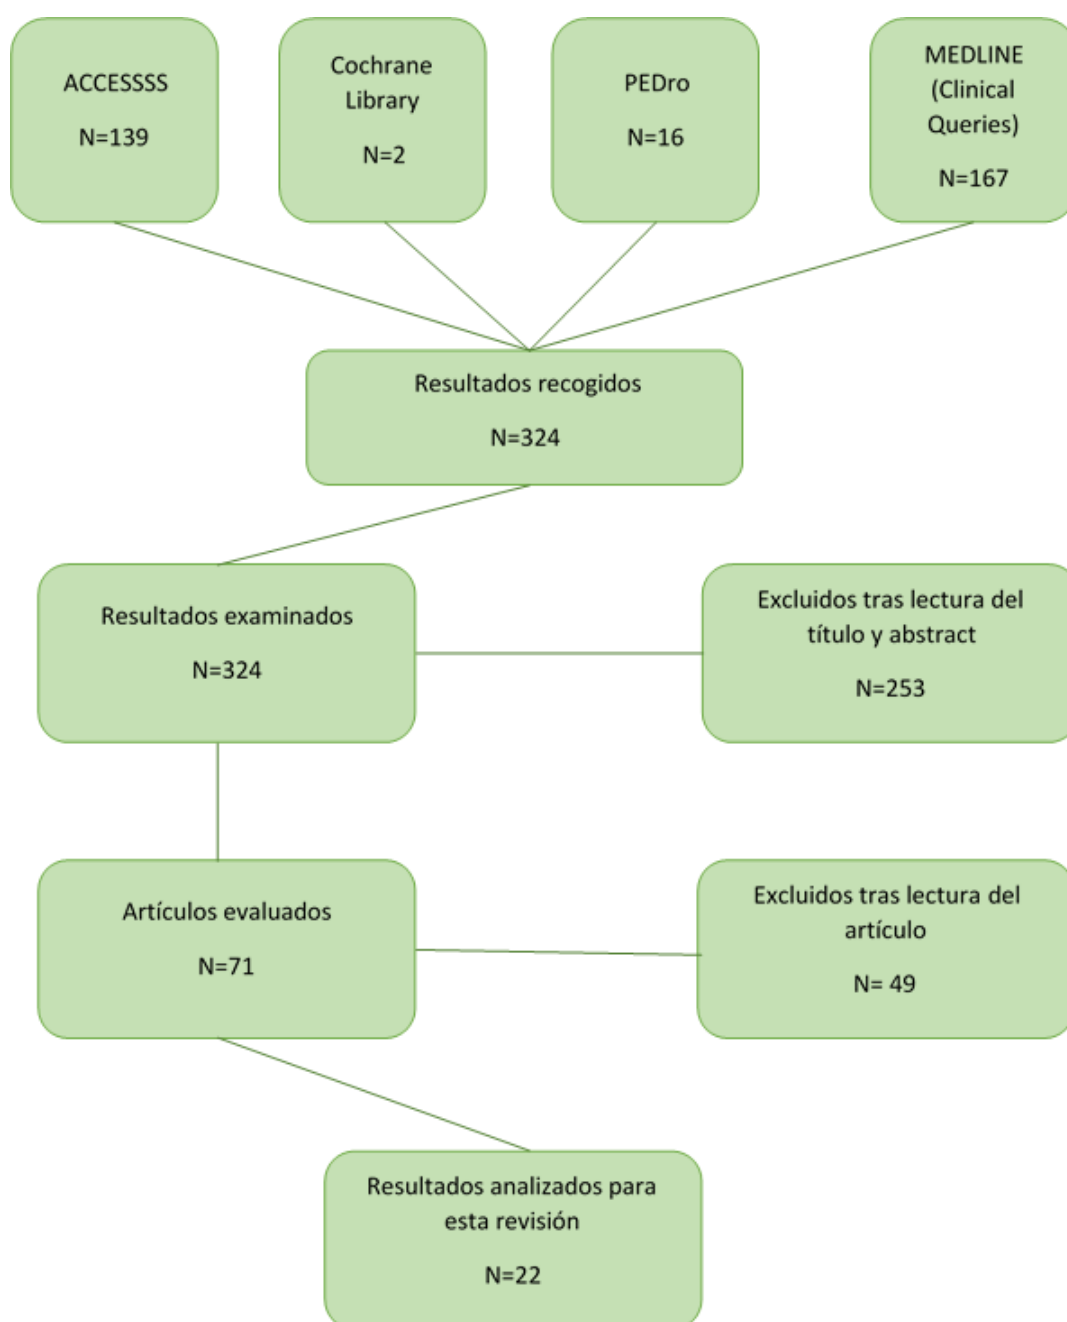 ACCESSSS
N=139
Cochrane
Library
N=2
PEDro
N=16
MEDLINE
(Clinical
Queries)
N=167
Resultados recogidos
N=324
Resultados examinados
N=324
Excluidos tras lectura del
título y abstract
N=253
Artículos evaluados
N=71
Excluidos tras lectura del
artículo
N= 49
Resultados analizados para
esta revisión
N=22